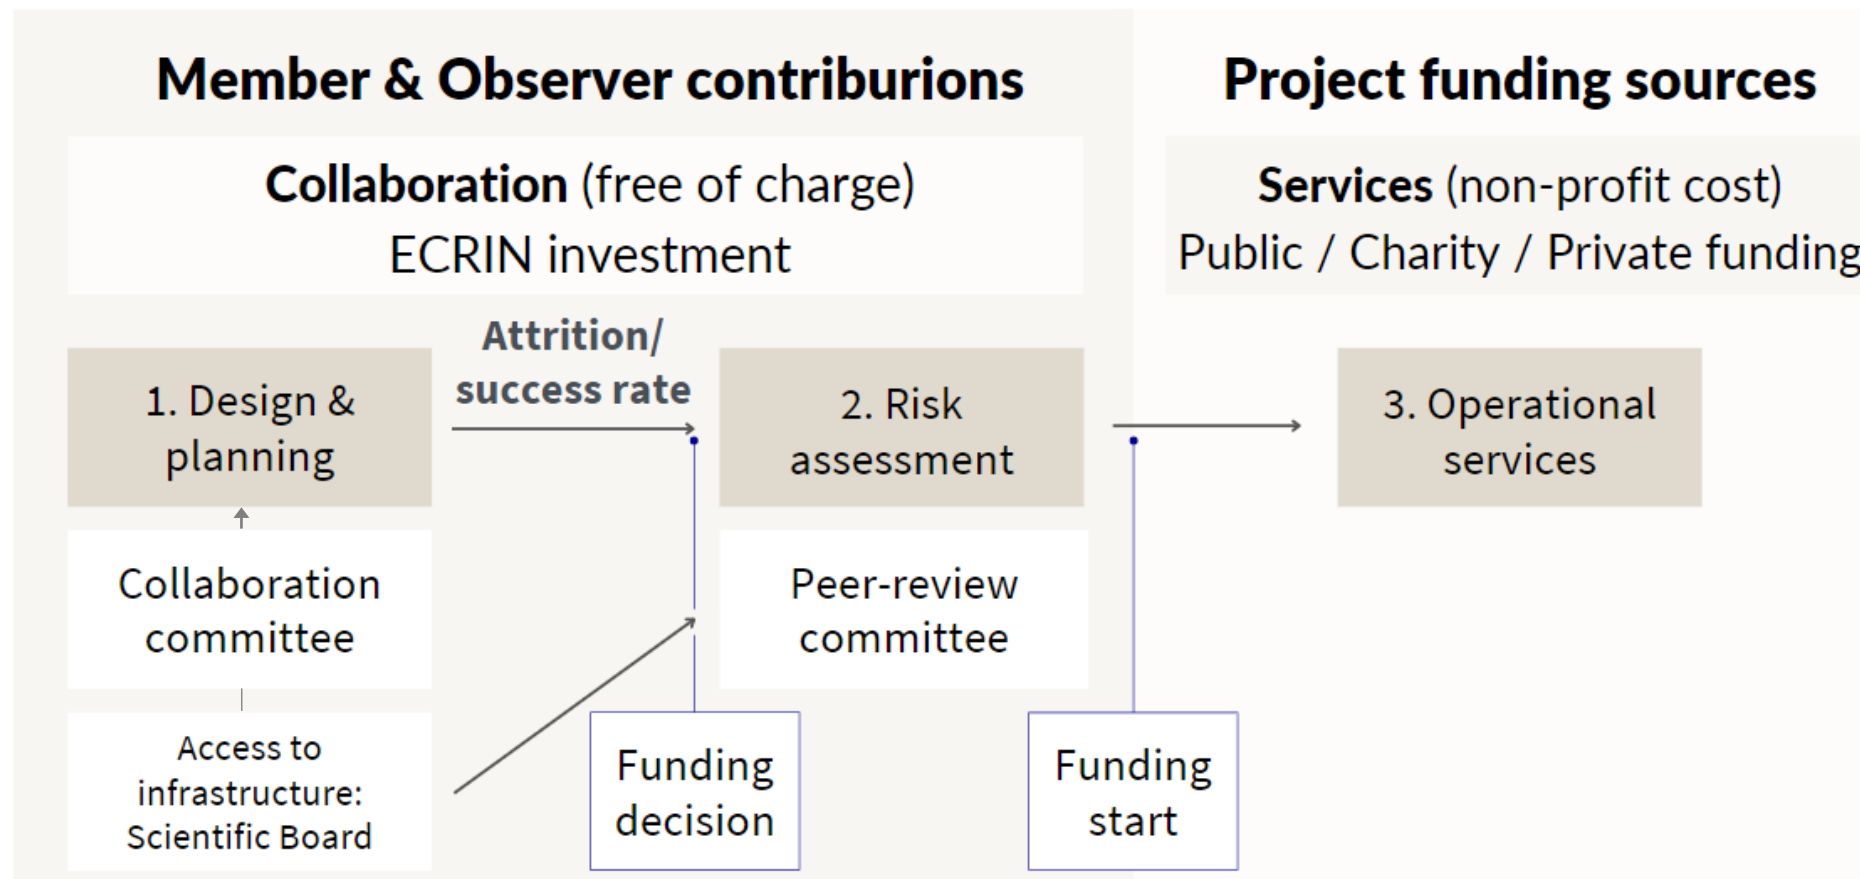 Member & Observer contriburions
Project funding sources
Collaboration (free of charge)
ECRIN investment
Services (non-profit cost)
Public / Charity / Private funding
Attrition/
success rate
1. Design &
planning
2. Risk
assessment
3. Operational
services
Collaboration
committee
Peer-review
committee
Access to
infrastructure:
Scientific Board
Funding
decision
Funding
start